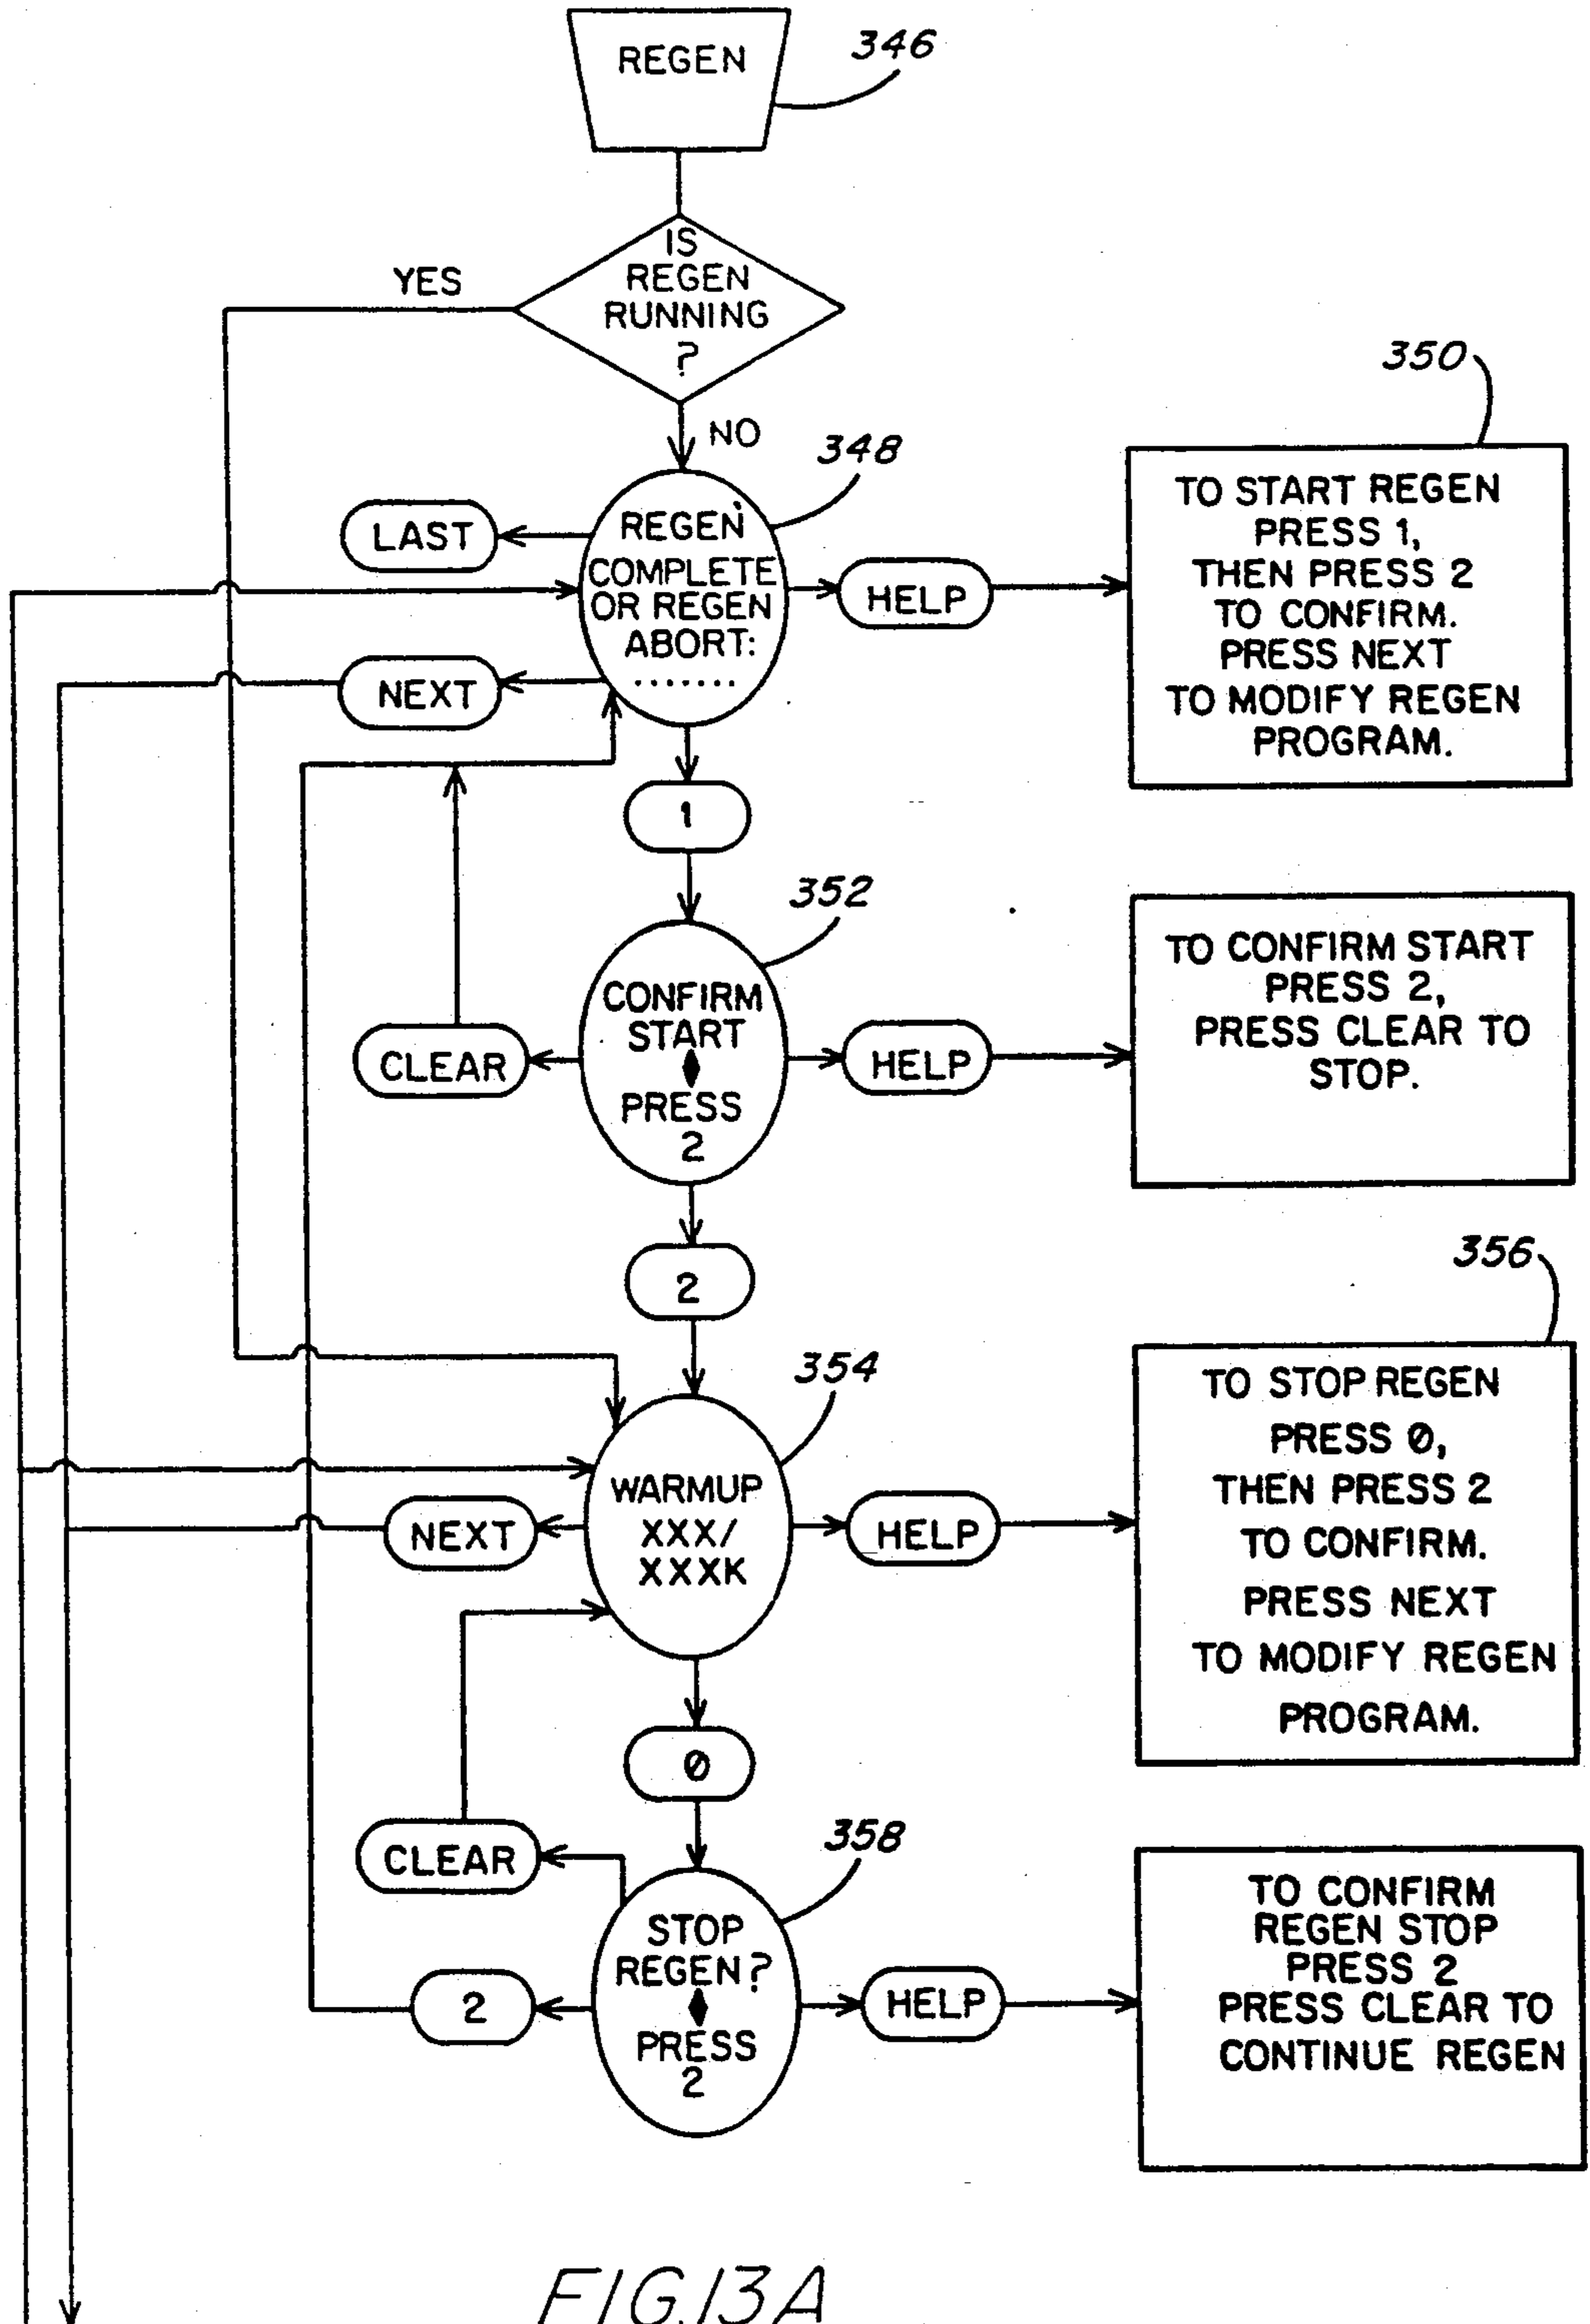 REGEN
346
IS
REGEN
RUNNING
?
YES
NO
348
350
REGEN
COMPLETE
OR REGEN
ABORT:
.......
LAST
NEXT
HELP
TO START REGEN
PRESS 1,
THEN PRESS 2
TO CONFIRM.
PRESS NEXT
TO MODIFY REGEN
PROGRAM.
1
352
CONFIRM
START
♦
PRESS
2
CLEAR
HELP
TO CONFIRM START
PRESS 2,
PRESS CLEAR TO
STOP.
2
354
356
WARMUP
XXX/
XXXK
NEXT
HELP
TO STOP REGEN
PRESS 0,
THEN PRESS 2
TO CONFIRM.
PRESS NEXT
TO MODIFY REGEN
PROGRAM.
0
358
CLEAR
STOP
REGEN?
♦
PRESS
2
2
HELP
TO CONFIRM
REGEN STOP
PRESS 2
PRESS CLEAR TO
CONTINUE REGEN
FIG.13A